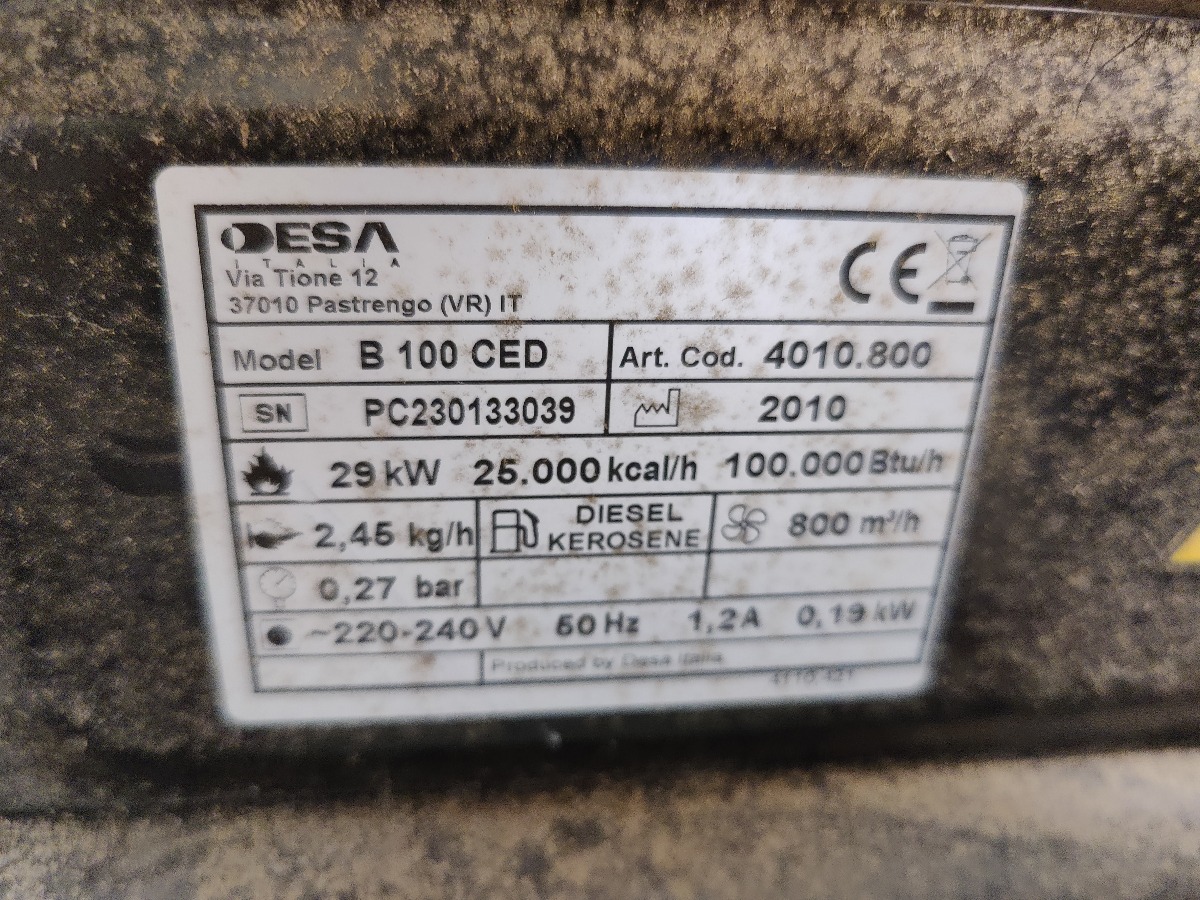 DESA
ITALIA
Via Tione 12
37010 Pastrengo (VR) IT
CE
Model B 100 CED
Art. Cod. 4010.800
SN PC230133039
2010
29 kW 25.000 kcal/h 100.000 Btu/h
2,45 kg/h
DIESEL
KEROSENE
800 m³/h
0,27 bar
~220-240 V 50 Hz 1,2 A 0,19 kW
Produced by Desa Italia